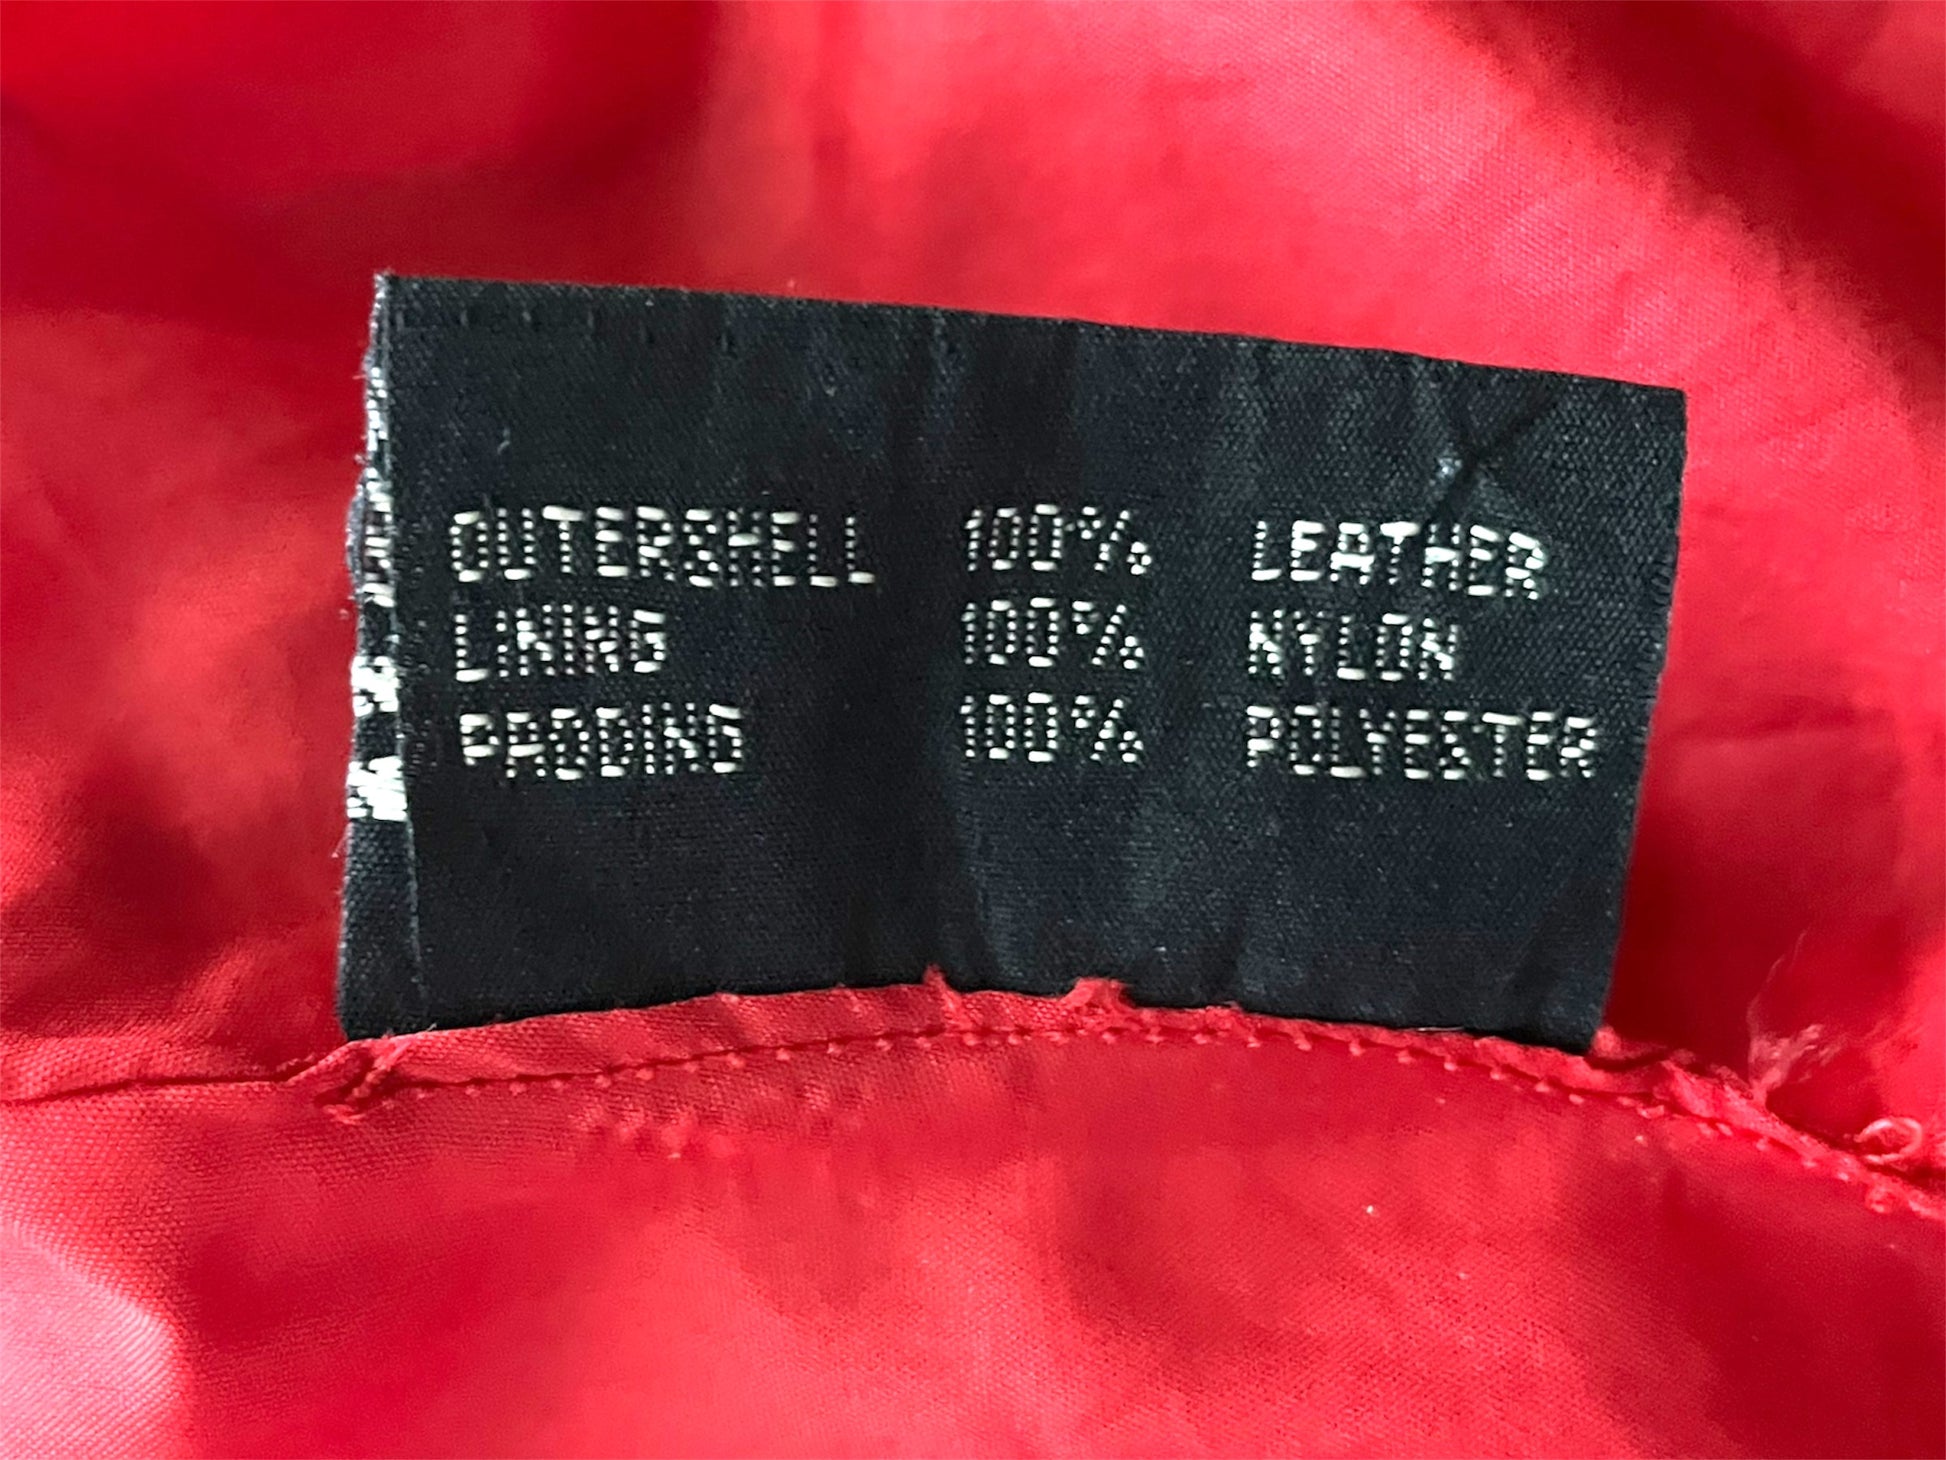 OUTERSHELL 100% LEATHER
LINING 100% NYLON
PADDING 100% POLYESTER